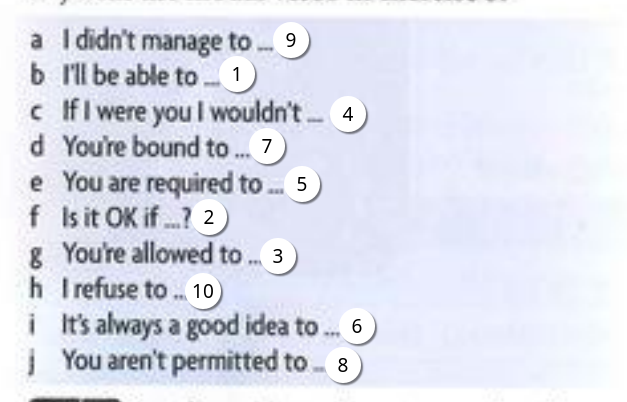 a I didn't manage to ... 9
b I'll be able to ... 1
c If I were you I wouldn't ... 4
d You're bound to ... 7
e You are required to ... 5
f Is it OK if ...? 2
g You're allowed to ... 3
h I refuse to ... 10
i It's always a good idea to ... 6
j You aren't permitted to ... 8